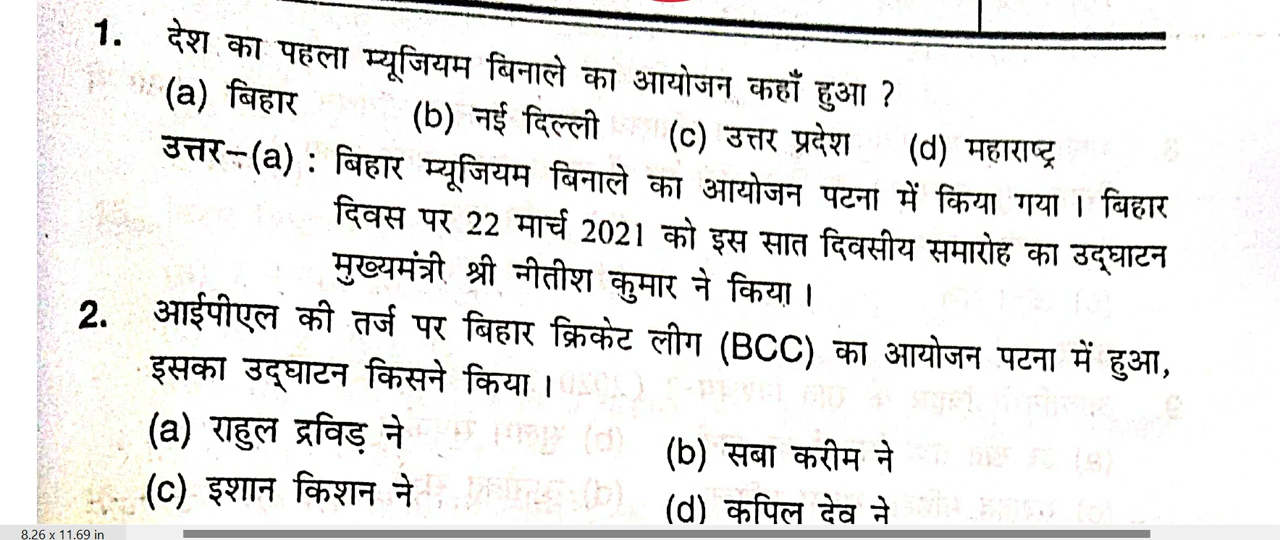 1. देश का पहला म्यूजियम बिनाले का आयोजन कहाँ हुआ ?
(a) बिहार (b) नई दिल्ली (c) उत्तर प्रदेश (d) महाराष्ट्र
उत्तर–(a) : बिहार म्यूजियम बिनाले का आयोजन पटना में किया गया । बिहार
दिवस पर 22 मार्च 2021 को इस सात दिवसीय समारोह का उद्घाटन
मुख्यमंत्री श्री नीतीश कुमार ने किया ।
2. आईपीएल की तर्ज पर बिहार क्रिकेट लीग (BCC) का आयोजन पटना में हुआ,
इसका उद्घाटन किसने किया ।
(a) राहुल द्रविड़ ने (b) सबा करीम ने
(c) इशान किशन ने (d) कपिल देव ने
8.26 x 11.69 in